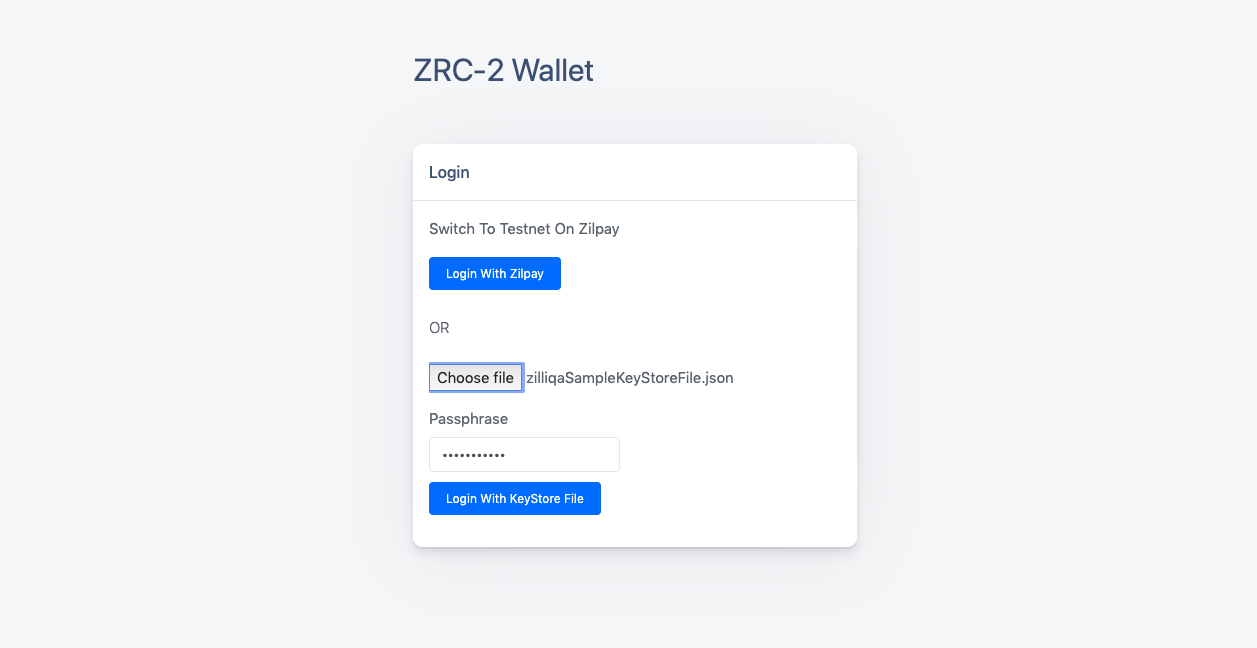 ZRC-2 Wallet
Login
Switch To Testnet On Zilpay
Login With Zilpay
OR
Choose file zilliqaSampleKeyStoreFile.json
Passphrase
•••••••••••
Login With KeyStore File